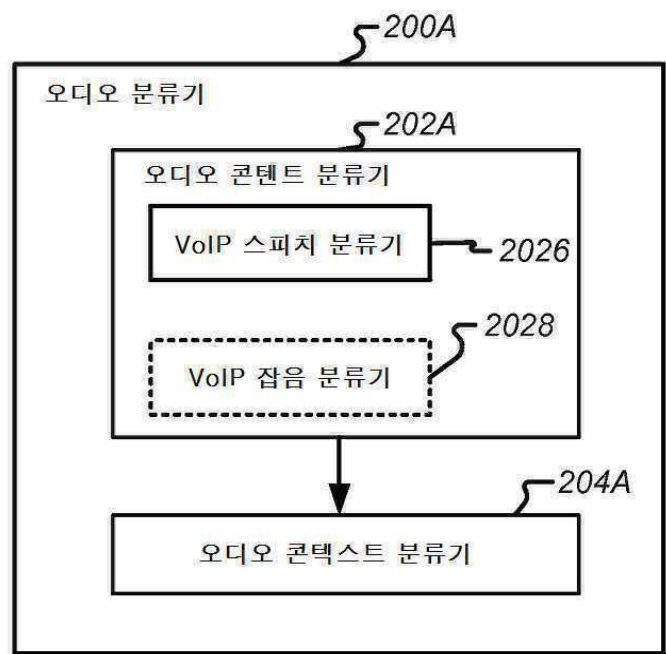 200A
오디오 분류기
202A
오디오 콘텐트 분류기
VoIP 스피치 분류기
2026
2028
VoIP 잡음 분류기
204A
오디오 콘텍스트 분류기